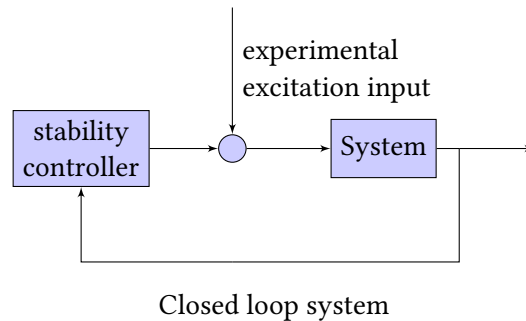 experimental
excitation input
stability
controller
System
Closed loop system